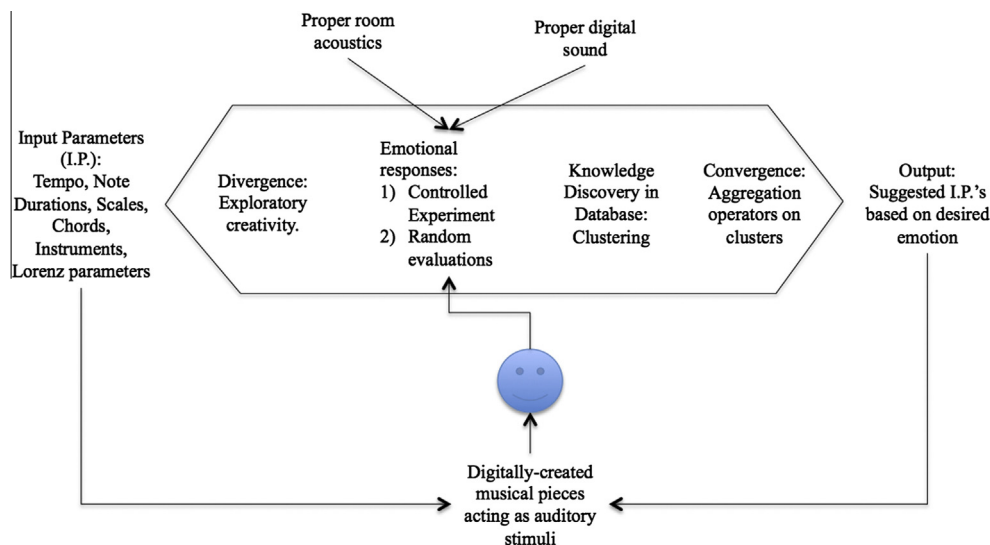 Proper room
acoustics
Proper digital
sound
Input Parameters
(I.P.):
Tempo, Note
Durations, Scales,
Chords,
Instruments,
Lorenz parameters
Divergence:
Exploratory
creativity.
Emotional
responses:
1) Controlled
Experiment
2) Random
evaluations
Knowledge
Discovery in
Database:
Clustering
Convergence:
Aggregation
operators on
clusters
Output:
Suggested I.P.'s
based on desired
emotion
Digitally-created
musical pieces
acting as auditory
stimuli